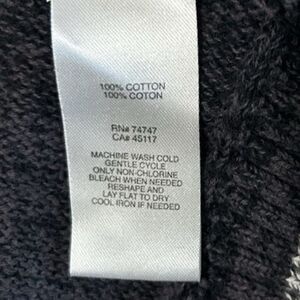 100% COTTON
100% COTON
RN# 74747
CA# 45117
MACHINE WASH COLD
GENTLE CYCLE
ONLY NON-CHLORINE
BLEACH WHEN NEEDED
RESHAPE AND
LAY FLAT TO DRY
COOL IRON IF NEEDED